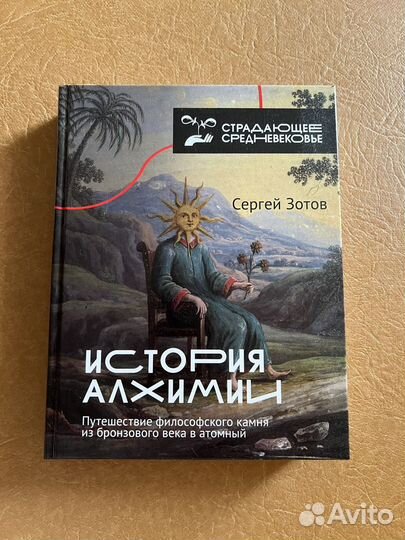 СТРАДАЮЩЕЕ
СРЕДНЕВЕКОВЬЕ
Сергей Зотов
ИСТОРИЯ
АЛХИМИИ
Путешествие философского камня
из бронзового века в атомный
Avito